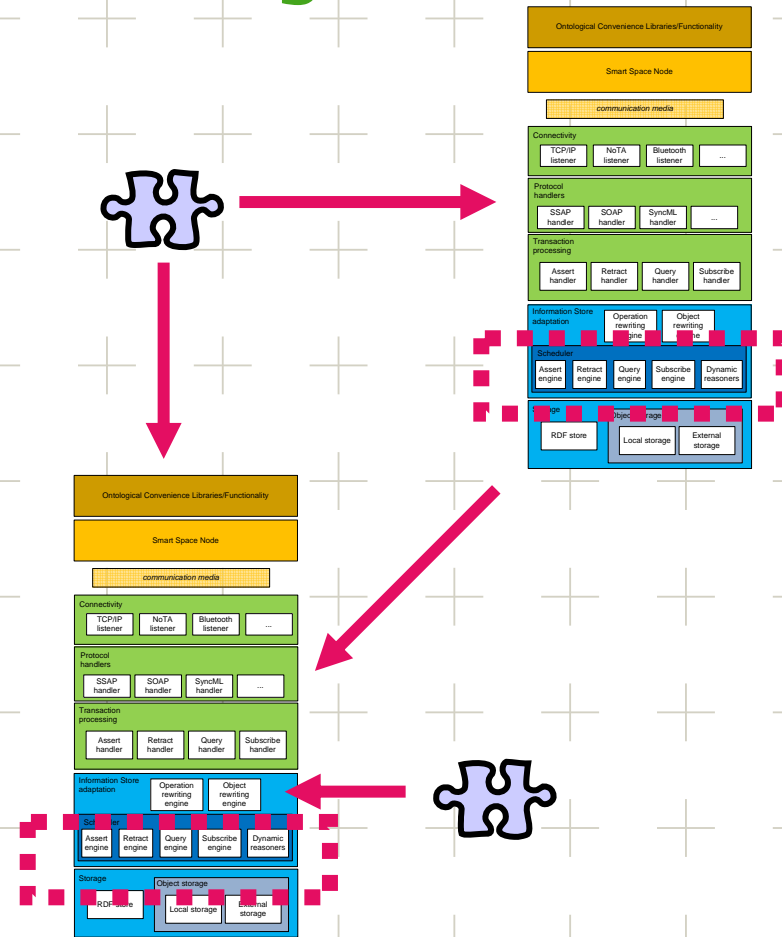 Ontological Convenience Libraries/Functionality
Smart Space Node
communication media
Connectivity
TCP/IP
listener
NoTA
listener
Bluetooth
listener
...
Protocol
handlers
SSAP
handler
SOAP
handler
SyncML
handler
...
Transaction
processing
Assert
handler
Retract
handler
Query
handler
Subscribe
handler
Information Store
adaptation
Operation
rewriting
Object
rewriting
Scheduler
Assert
engine
Retract
engine
Query
engine
Subscribe
engine
Dynamic
reasoners
RDF store
Local storage
External
storage
Ontological Convenience Libraries/Functionality
Smart Space Node
communication media
Connectivity
TCP/IP
listener
NoTA
listener
Bluetooth
listener
...
Protocol
handlers
SSAP
handler
SOAP
handler
SyncML
handler
...
Transaction
processing
Assert
handler
Retract
handler
Query
handler
Subscribe
handler
Information Store
adaptation
Operation
rewriting
engine
Object
rewriting
engine
Assert
engine
Retract
engine
Query
engine
Subscribe
engine
Dynamic
reasoners
Storage
Object storage
RDF
Local storage
storage